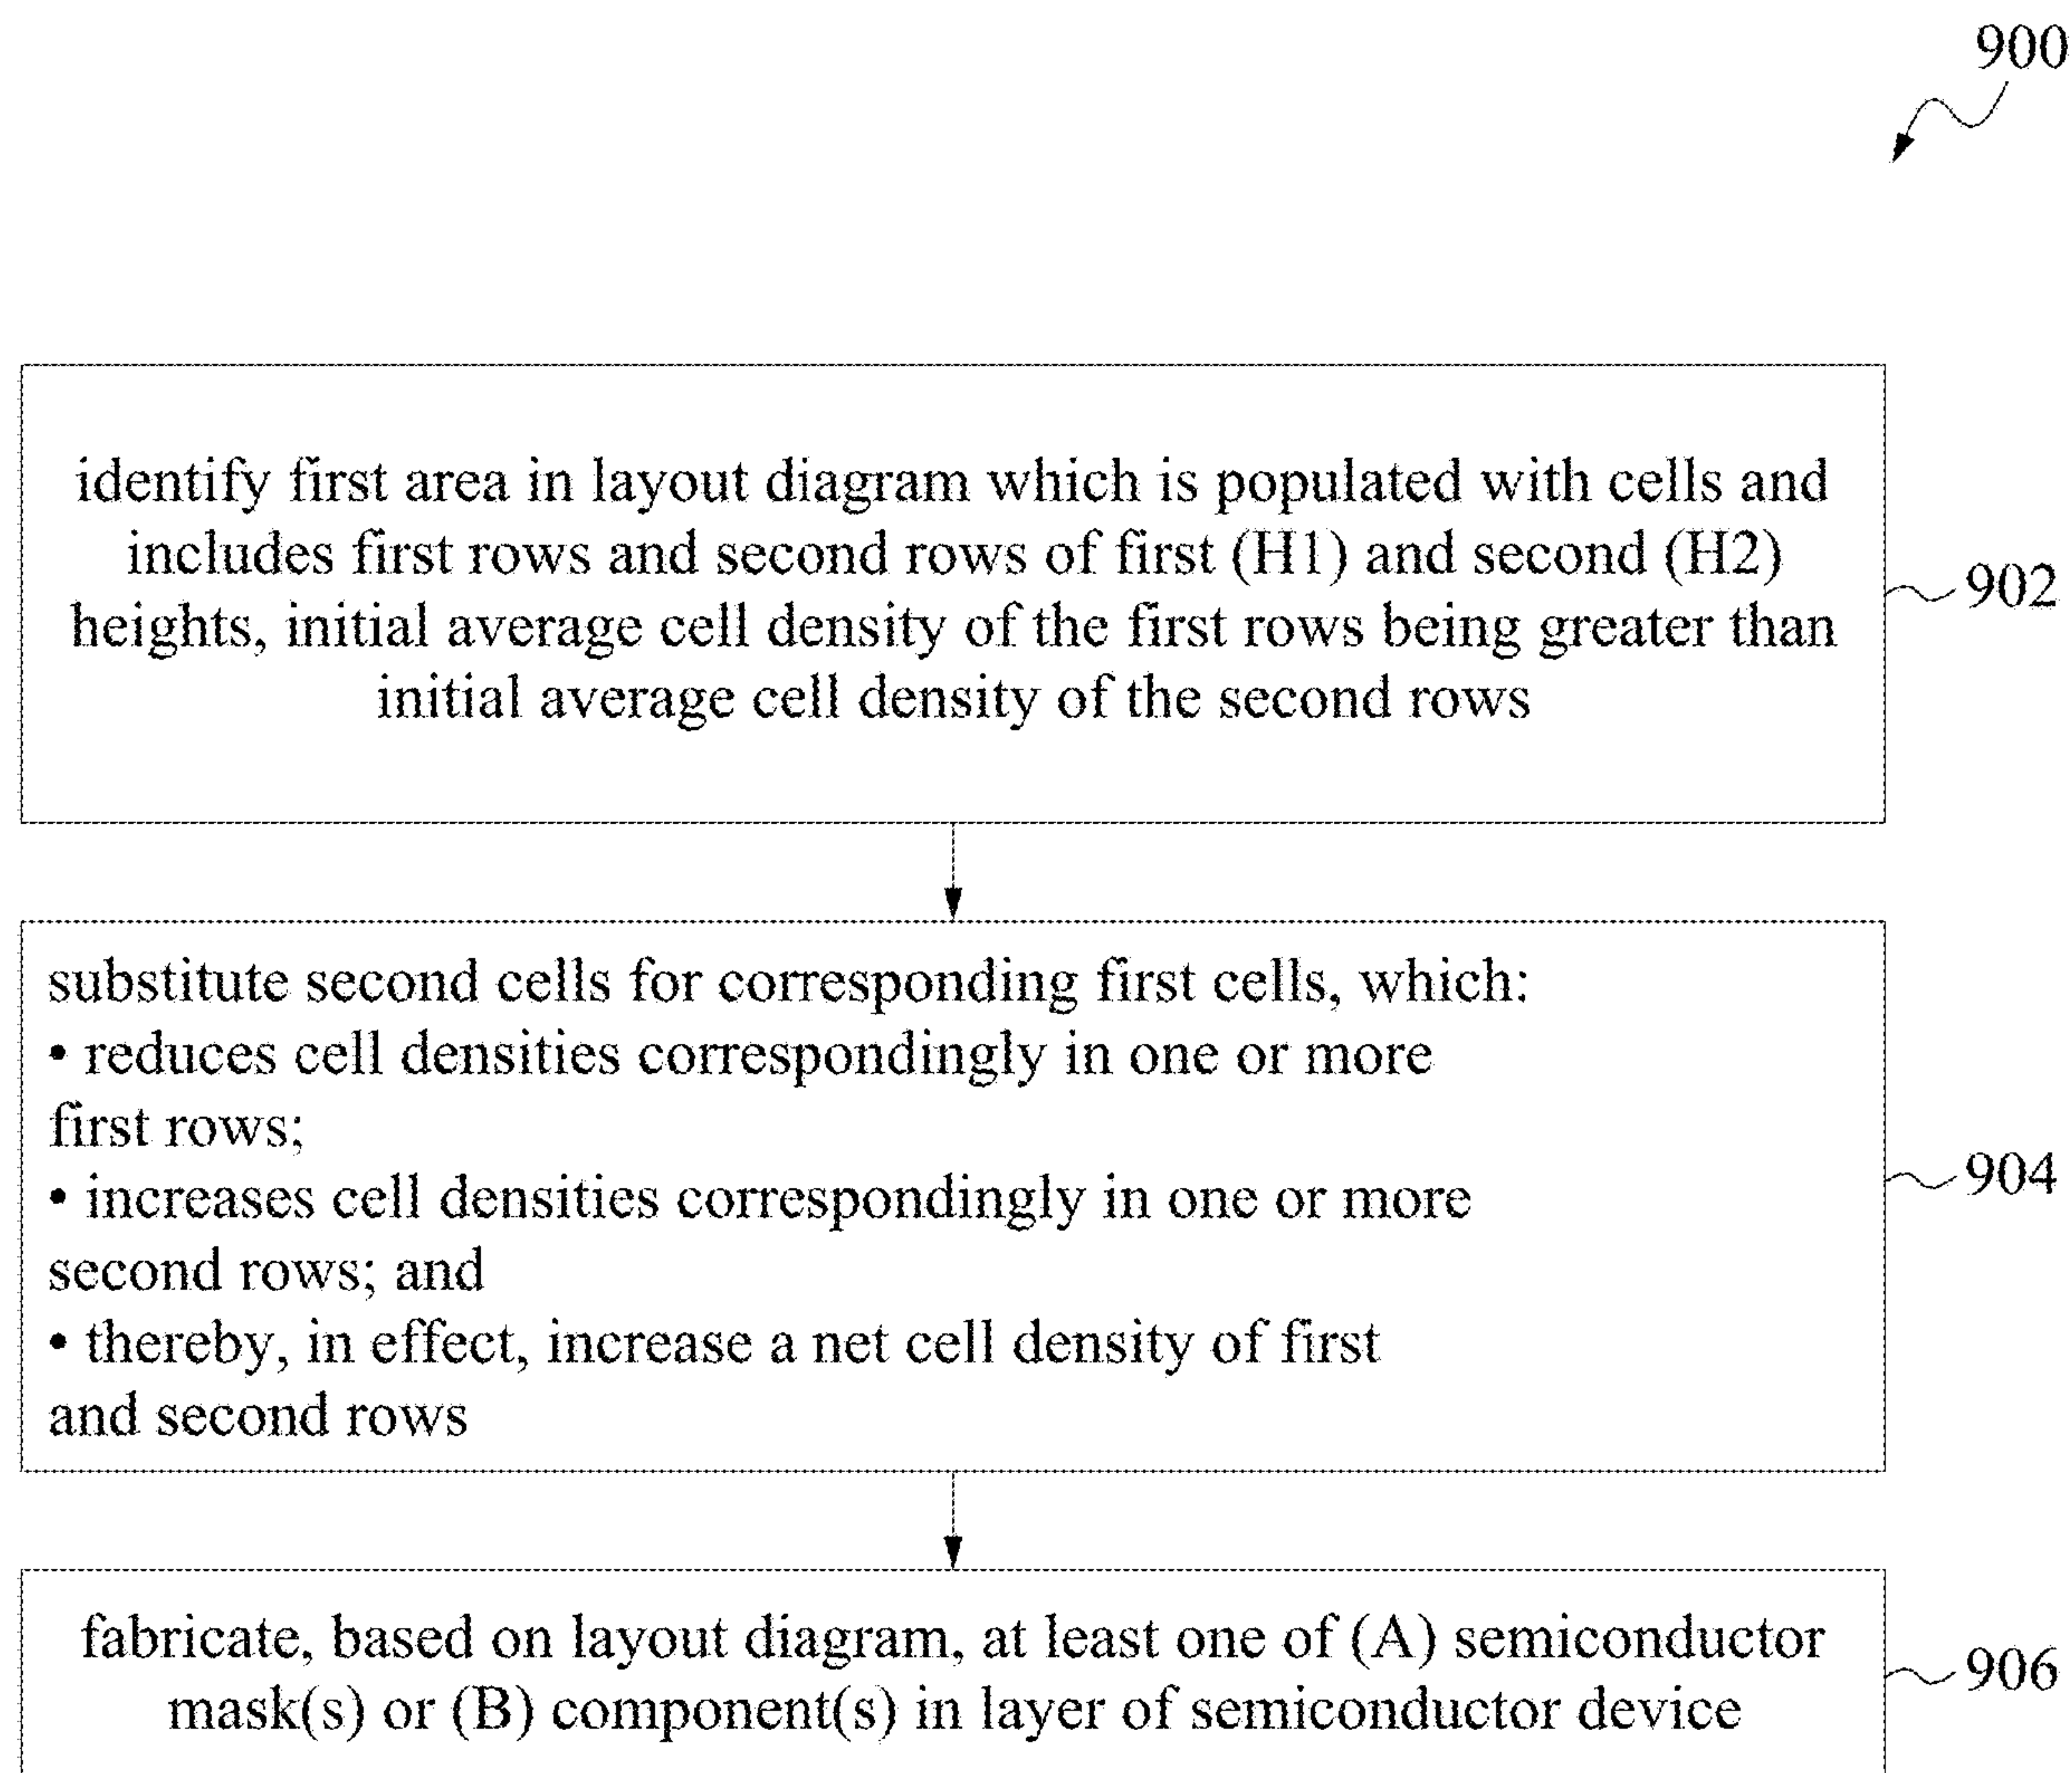 900
identify first area in layout diagram which is populated with cells and
includes first rows and second rows of first (H1) and second (H2)
heights, initial average cell density of the first rows being greater than
initial average cell density of the second rows
902
substitute second cells for corresponding first cells, which:
• reduces cell densities correspondingly in one or more
first rows;
• increases cell densities correspondingly in one or more
second rows; and
• thereby, in effect, increase a net cell density of first
and second rows
904
fabricate, based on layout diagram, at least one of (A) semiconductor
mask(s) or (B) component(s) in layer of semiconductor device
906